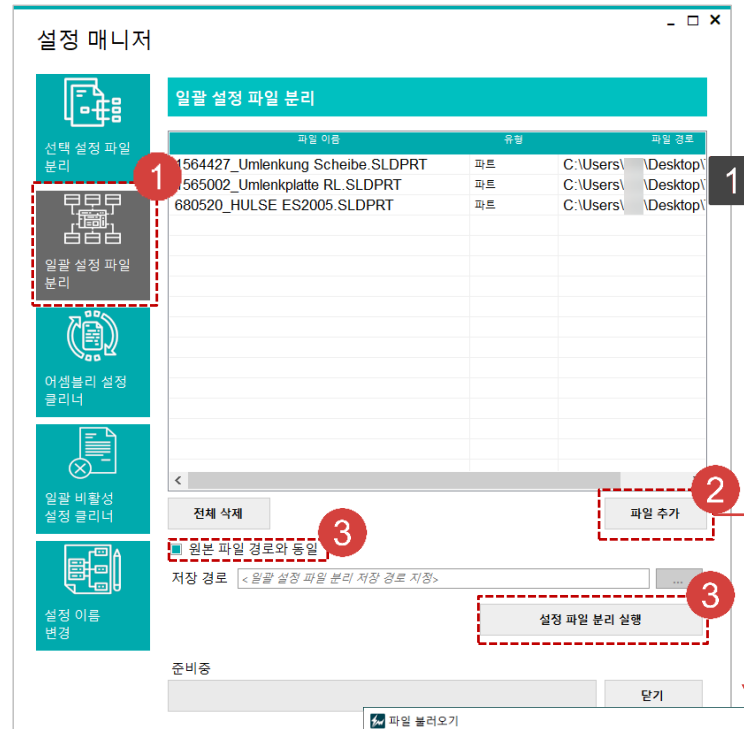 설정 매니저
선택 설정 파일
분리
1
일괄 설정 파일
분리
어셈블리 설정
클리너
일괄 비활성
설정 클리너
설정 이름
변경
일괄 설정 파일 분리
파일 이름 유형 파일 경로
1564427_Umlenkung Scheibe.SLDPRT 파트 C:\Users\ \Desktop\
1565002_Umlenkplatte RL.SLDPRT 파트 C:\Users\ \Desktop\
680520_HULSE ES2005.SLDPRT 파트 C:\Users\ \Desktop\
1
2
전체 삭제 파일 추가
3
원본 파일 경로와 동일
저장 경로 <일괄 설정 파일 분리 저장 경로 지정> ...
3
설정 파일 분리 실행
준비중
닫기
파일 불러오기